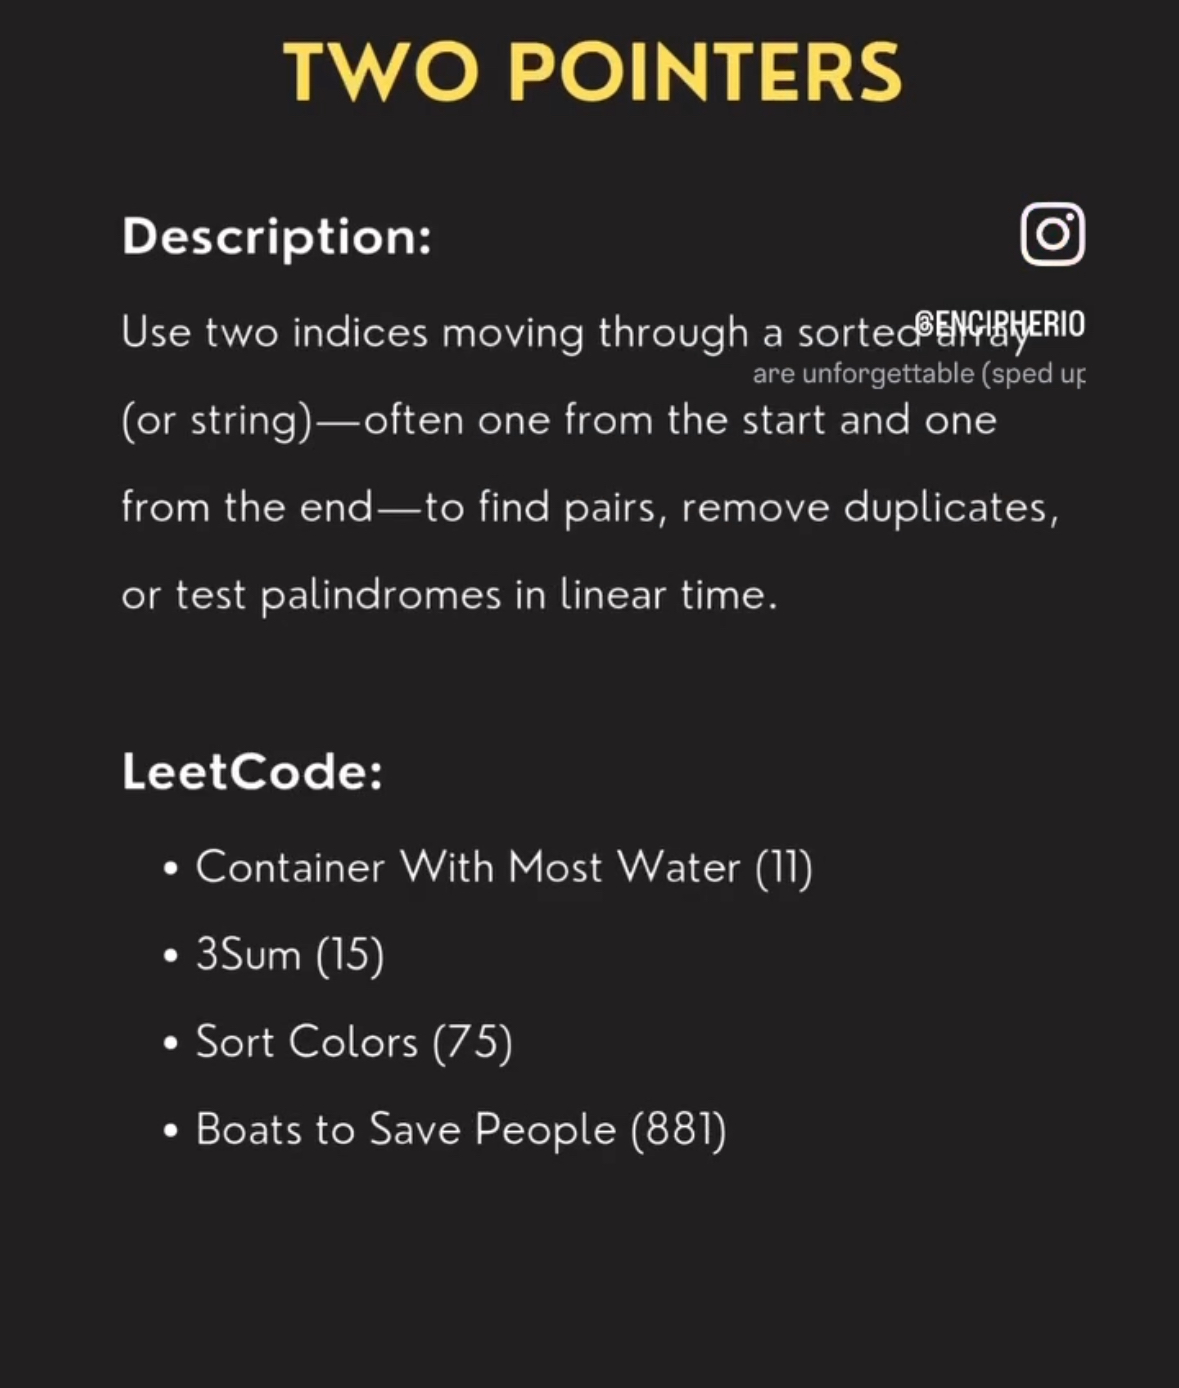 TWO POINTERS
Description:
@ENCIPHERIO
Use two indices moving through a sorted array
are unforgettable (sped up
(or string)—often one from the start and one
from the end—to find pairs, remove duplicates,
or test palindromes in linear time.
LeetCode:
• Container With Most Water (11)
• 3Sum (15)
• Sort Colors (75)
• Boats to Save People (881)